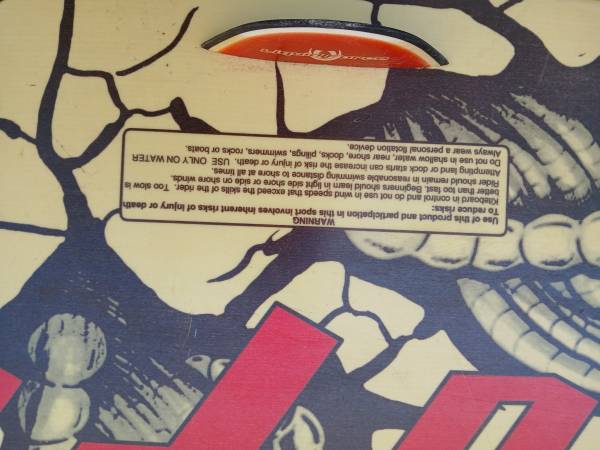 WARNING
Use of this product and participation in this sport involves inherent risks of injury or death
To reduce risks:
Kiteboard in control and do not use in wind speeds that exceed the skills of the rider. Too slow is
better than too fast. Beginners should learn in light side shore or side on shore winds.
Rider should remain in reasonable swimming distance to shore at all times.
Attempting land or dock starts can increase the risk of injury or death. USE ONLY ON WATER
Do not use in shallow water, near shore, docks, pilings, swimmers, rocks or boats.
Always wear a personal flotation device.